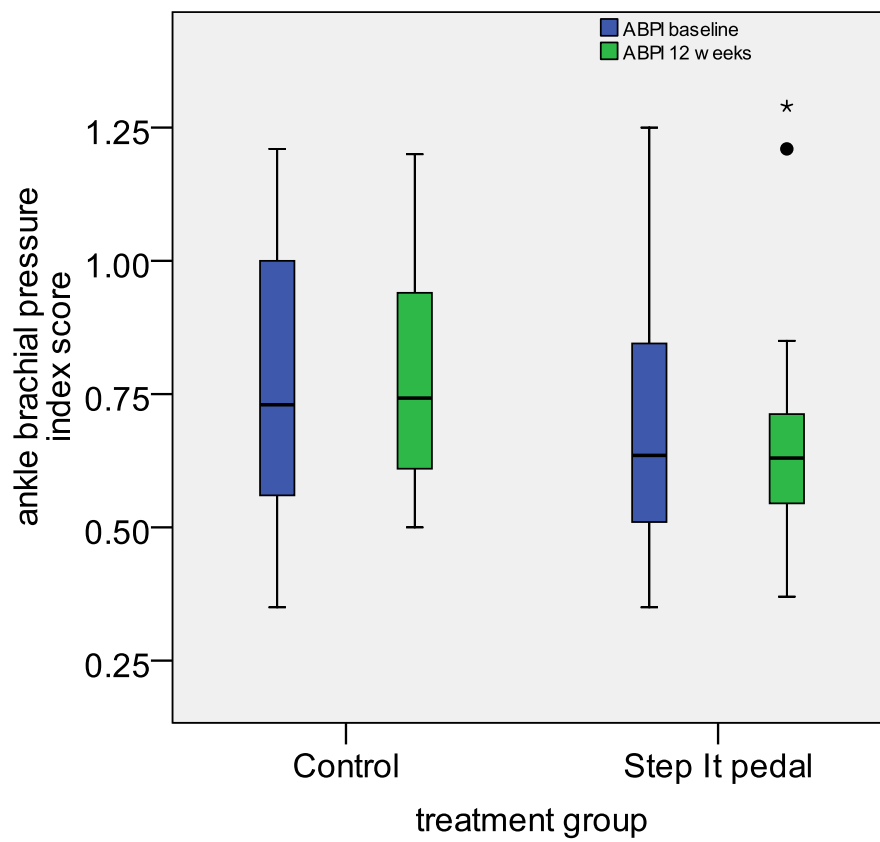 ABPI baseline
ABPI 12 weeks
1.25
1.00
0.75
0.50
0.25
ankle brachial pressure
index score
Control
Step It pedal
treatment group